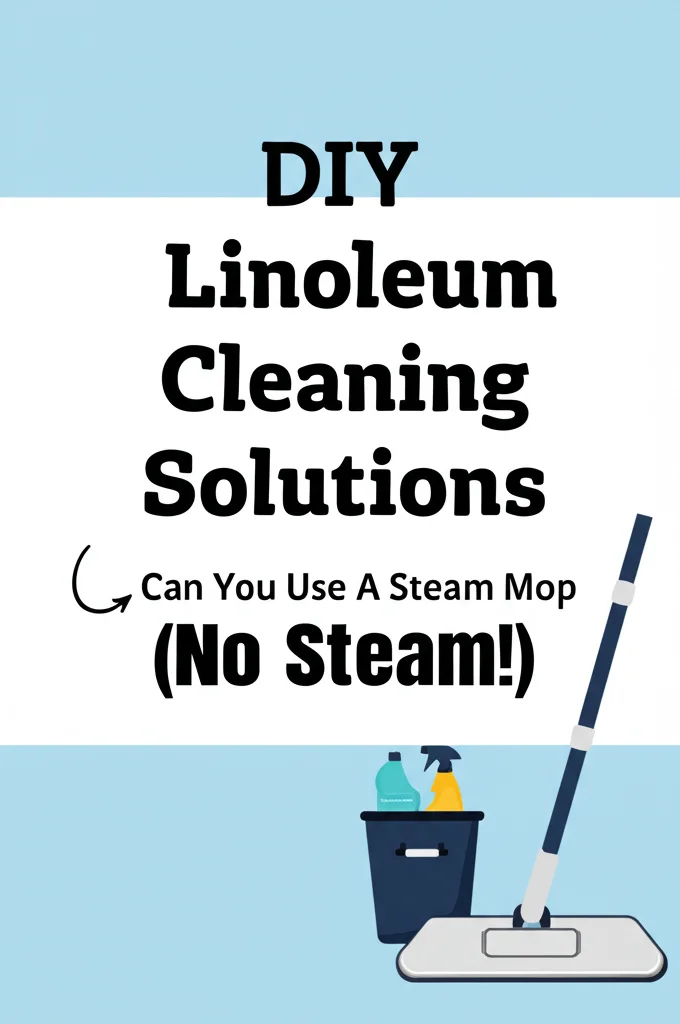 DIY
Linoleum
Cleaning
Solutions
Can You Use A Steam Mop
(No Steam!)